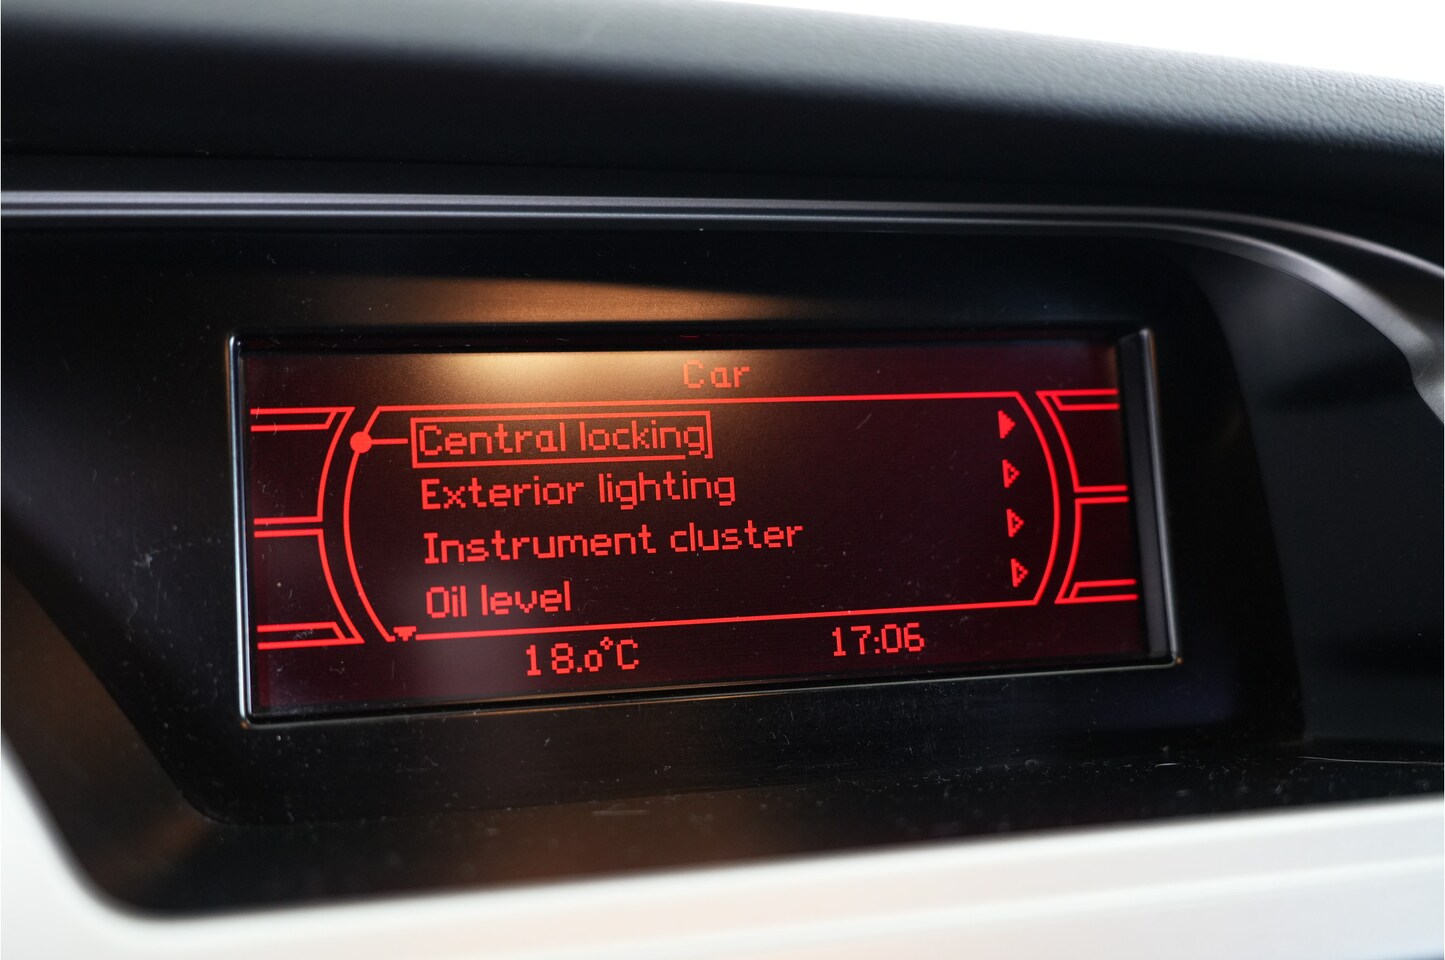 Car
Central locking
Exterior lighting
Instrument cluster
Oil level
18.0°C
17:06